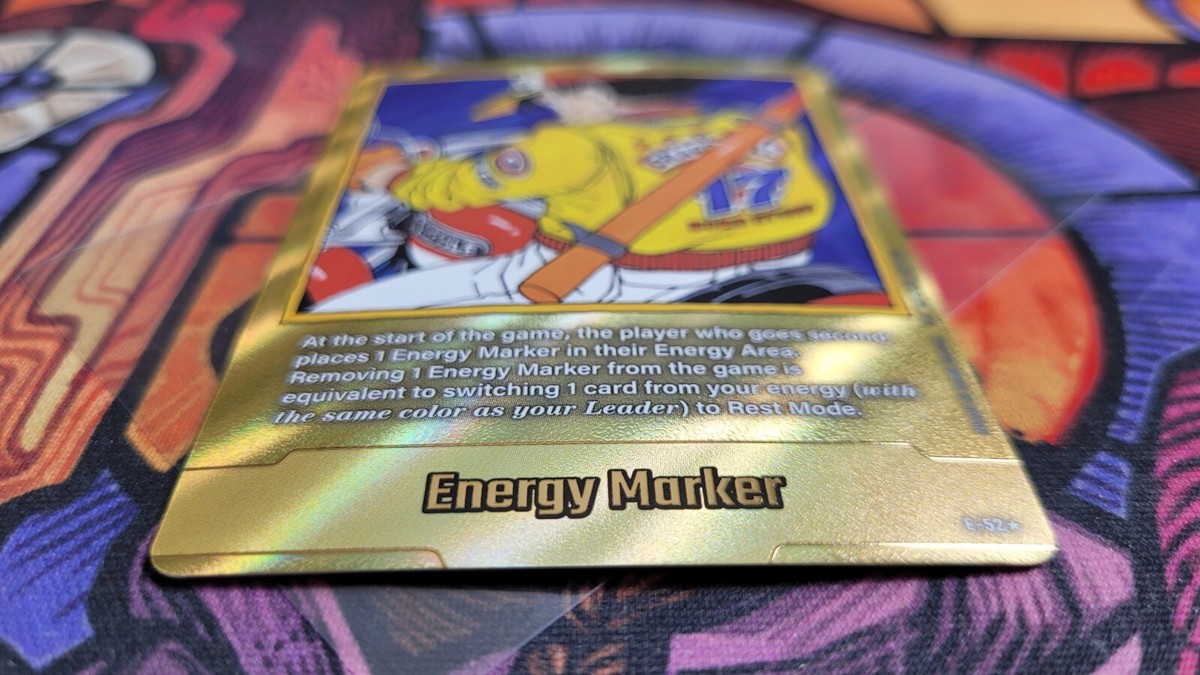 17
At the start of the game, the player who goes second
places 1 Energy Marker in their Energy Area.
Removing 1 Energy Marker from the game is
equivalent to switching 1 card from your energy (with
the same color as your Leader) to Rest Mode.
Energy Marker
E-52★